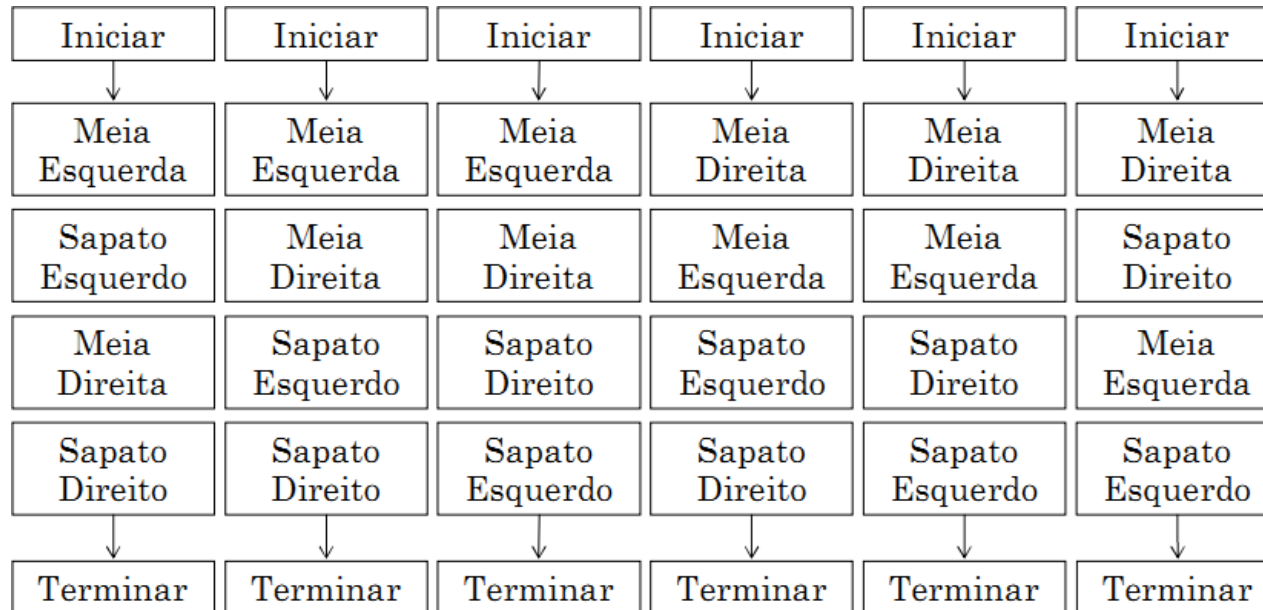 Iniciar Iniciar Iniciar Iniciar Iniciar Iniciar
Meia Meia Meia Meia Meia Meia
Esquerda Esquerda Esquerda Direita Direita Direita
Sapato Meia Meia Meia Meia Sapato
Esquerdo Direita Direita Esquerda Esquerda Direito
Meia Sapato Sapato Sapato Sapato Meia
Direita Esquerdo Direito Esquerdo Direito Esquerda
Sapato Sapato Sapato Sapato Sapato Sapato
Direito Direito Esquerdo Direito Esquerdo Esquerdo
Terminar Terminar Terminar Terminar Terminar Terminar